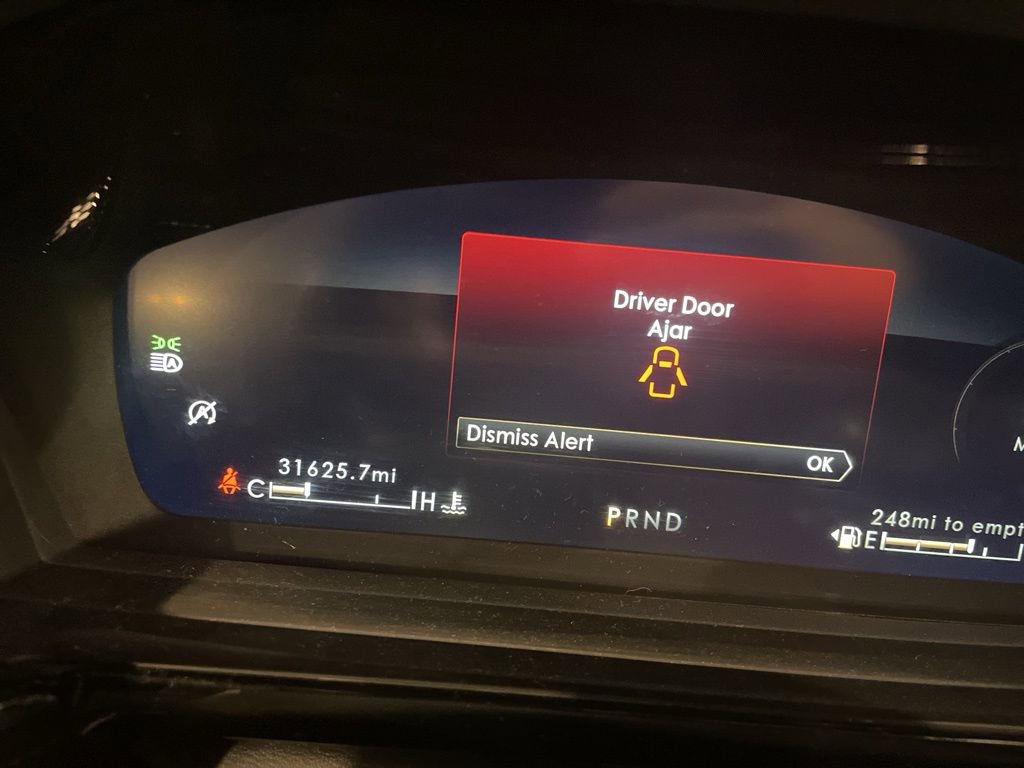 Driver Door
Ajar
Dismiss Alert
OK
31625.7mi
C H
PRND
248mi to empt
E
M